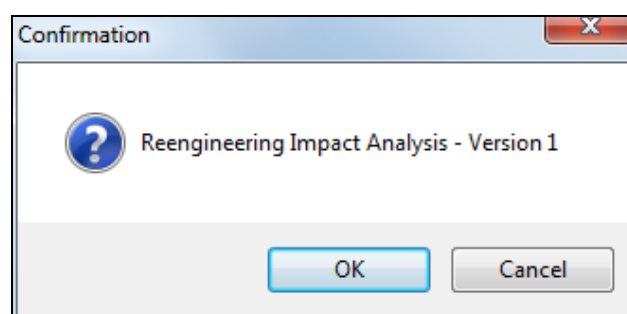 Confirmation
Reengineering Impact Analysis - Version 1
OK
Cancel